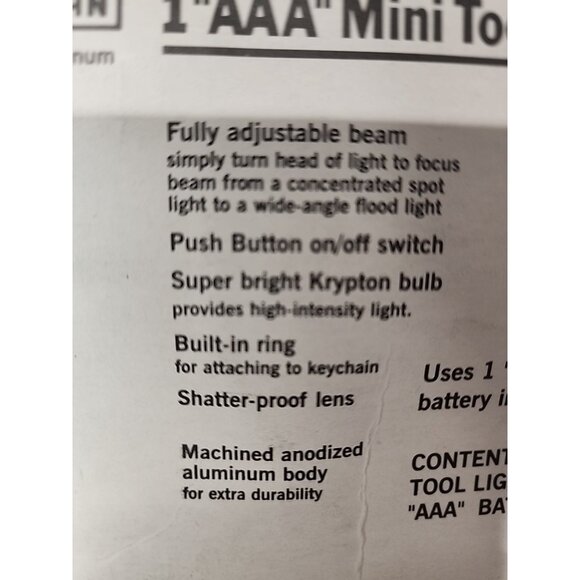 1 "AAA" Mini
Fully adjustable beam
simply turn head of light to focus
beam from a concentrated spot
light to a wide-angle flood light
Push Button on/off switch
Super bright Krypton bulb
provides high-intensity light.
Built-in ring
for attaching to keychain
Shatter-proof lens
Machined anodized
aluminum body
for extra durability
Uses 1 "
battery
CONTENT
TOOL LIG
"AAA" BA